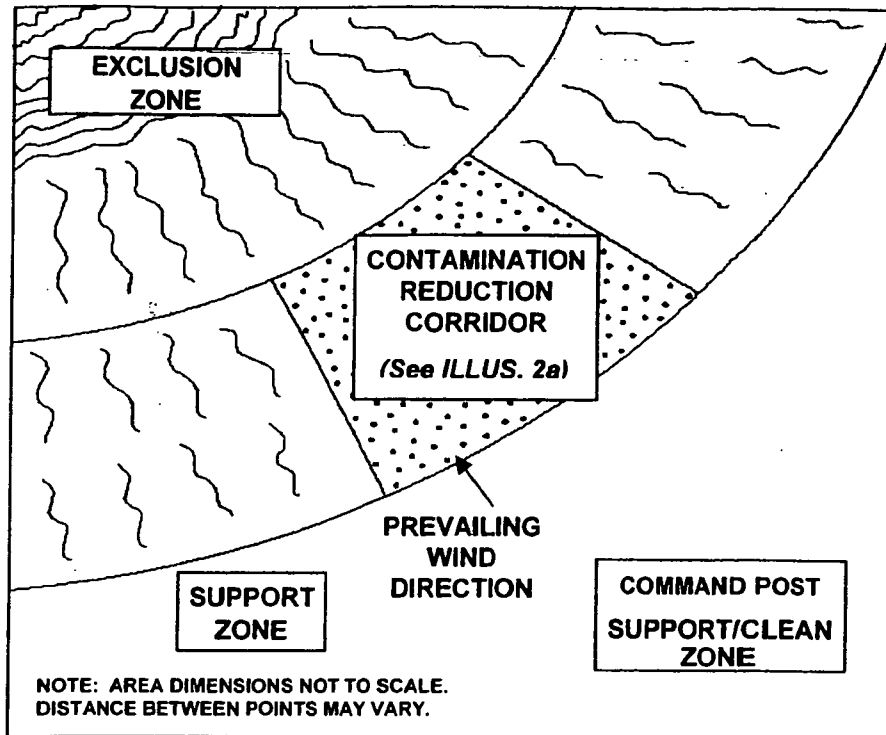 EXCLUSION
ZONE
CONTAMINATION
REDUCTION
CORRIDOR
(See ILLUS. 2a)
PREVAILING
WIND
DIRECTION
SUPPORT
ZONE
COMMAND POST
SUPPORT/CLEAN
ZONE
NOTE: AREA DIMENSIONS NOT TO SCALE.
DISTANCE BETWEEN POINTS MAY VARY.